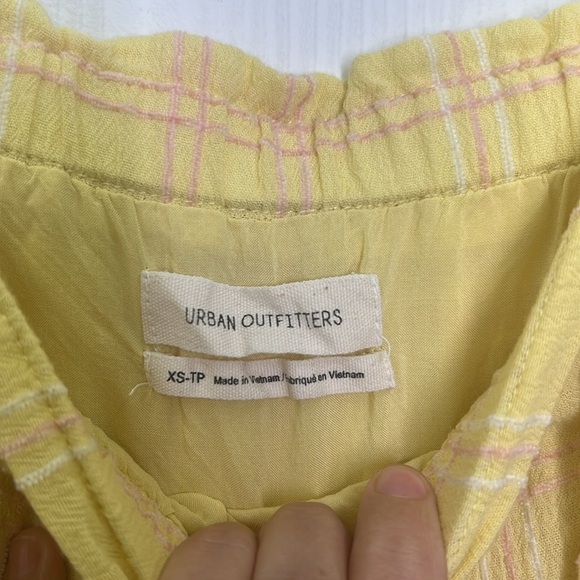 URBAN OUTFITTERS
XS-TP Made in Vietnam / Fabriqué en Vietnam